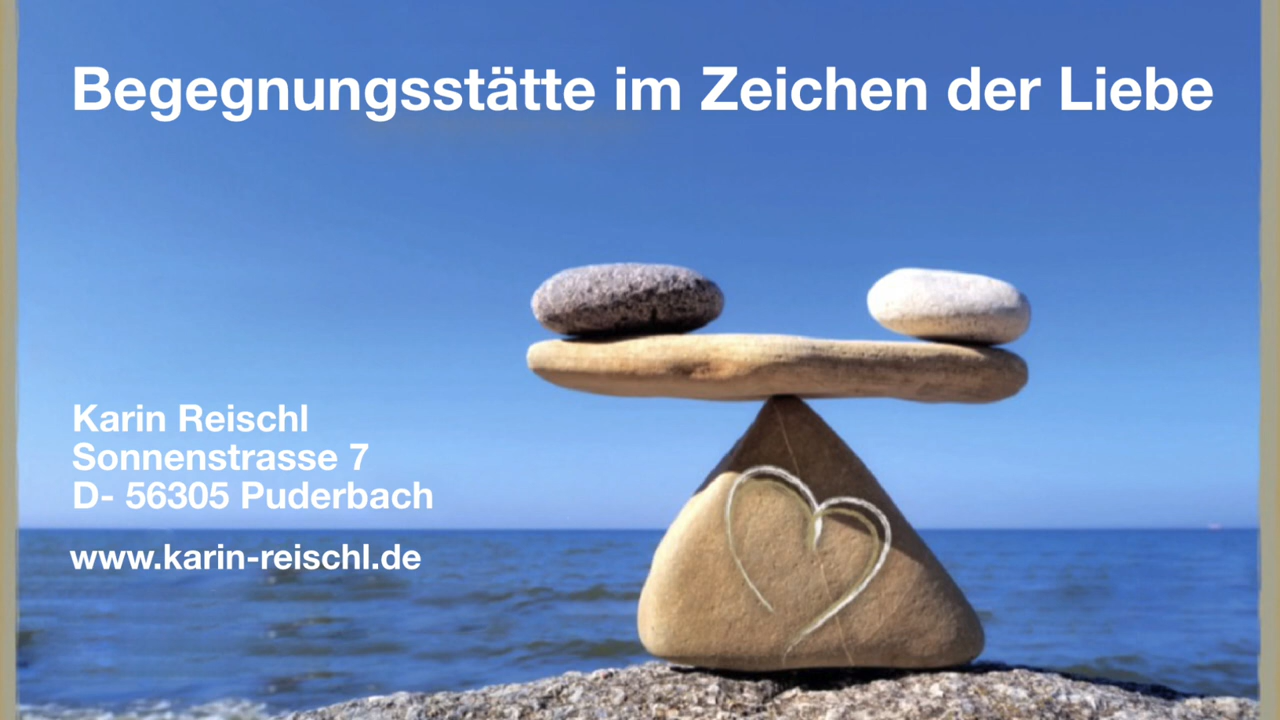 Begegnungsstätte im Zeichen der Liebe
Karin Reischl
Sonnenstrasse 7
D- 56305 Puderbach
www.karin-reischl.de